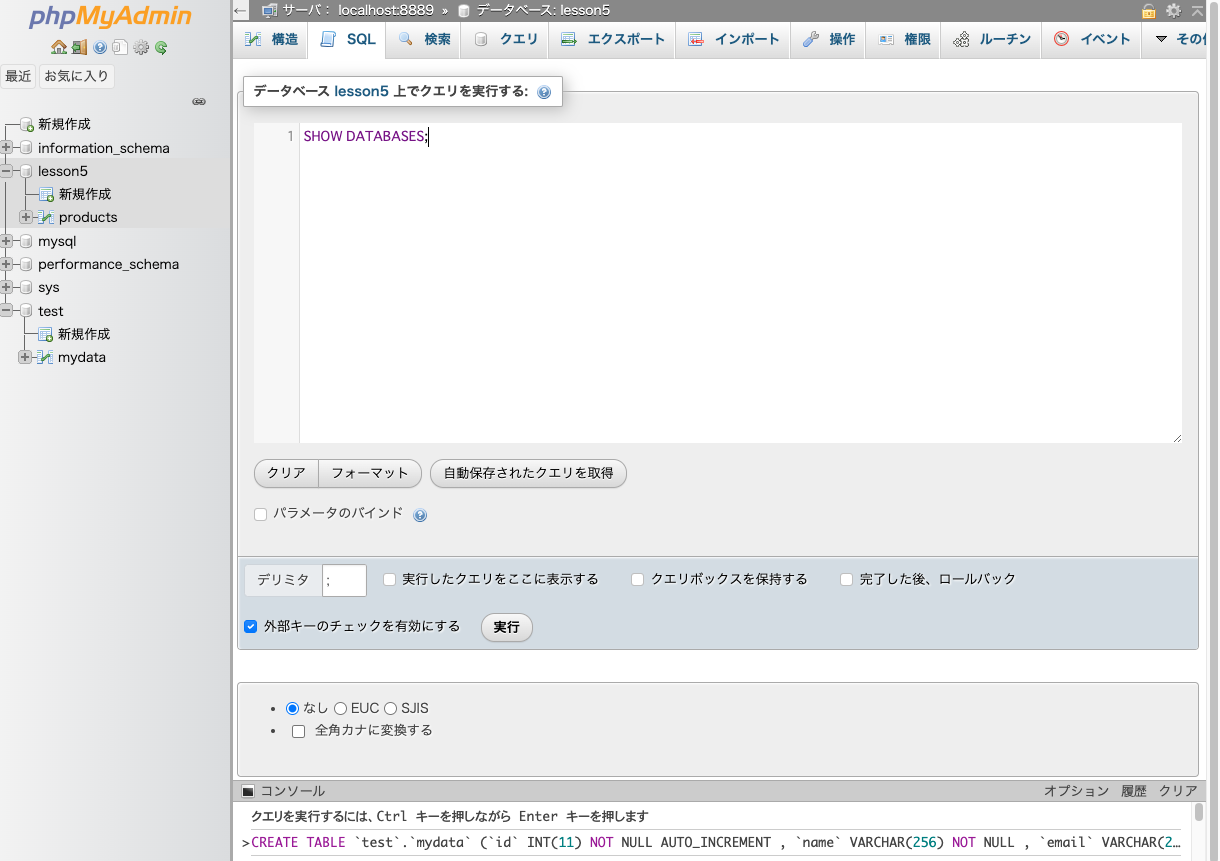 phpMyAdmin
最近 お気に入り
新規作成
information_schema
lesson5
新規作成
products
mysql
performance_schema
sys
test
新規作成
mydata
サーバ： localhost:8889 » データベース: lesson5
構造 SQL 検索 クエリ エクスポート インポート 操作 権限 ルーチン イベント その他
データベース lesson5 上でクエリを実行する:
1 SHOW DATABASES;
クリア フォーマット 自動保存されたクエリを取得
パラメータのバインド
デリミタ ; 実行したクエリをここに表示する クエリボックスを保持する 完了した後、ロールバック
外部キーのチェックを有効にする 実行
なし EUC SJIS
全角カナに変換する
コンソール オプション 履歴 クリア
クエリを実行するには、Ctrl キーを押しながら Enter キーを押します
>CREATE TABLE `test`.`mydata` (`id` INT(11) NOT NULL AUTO_INCREMENT , `name` VARCHAR(256) NOT NULL , `email` VARCHAR(2…